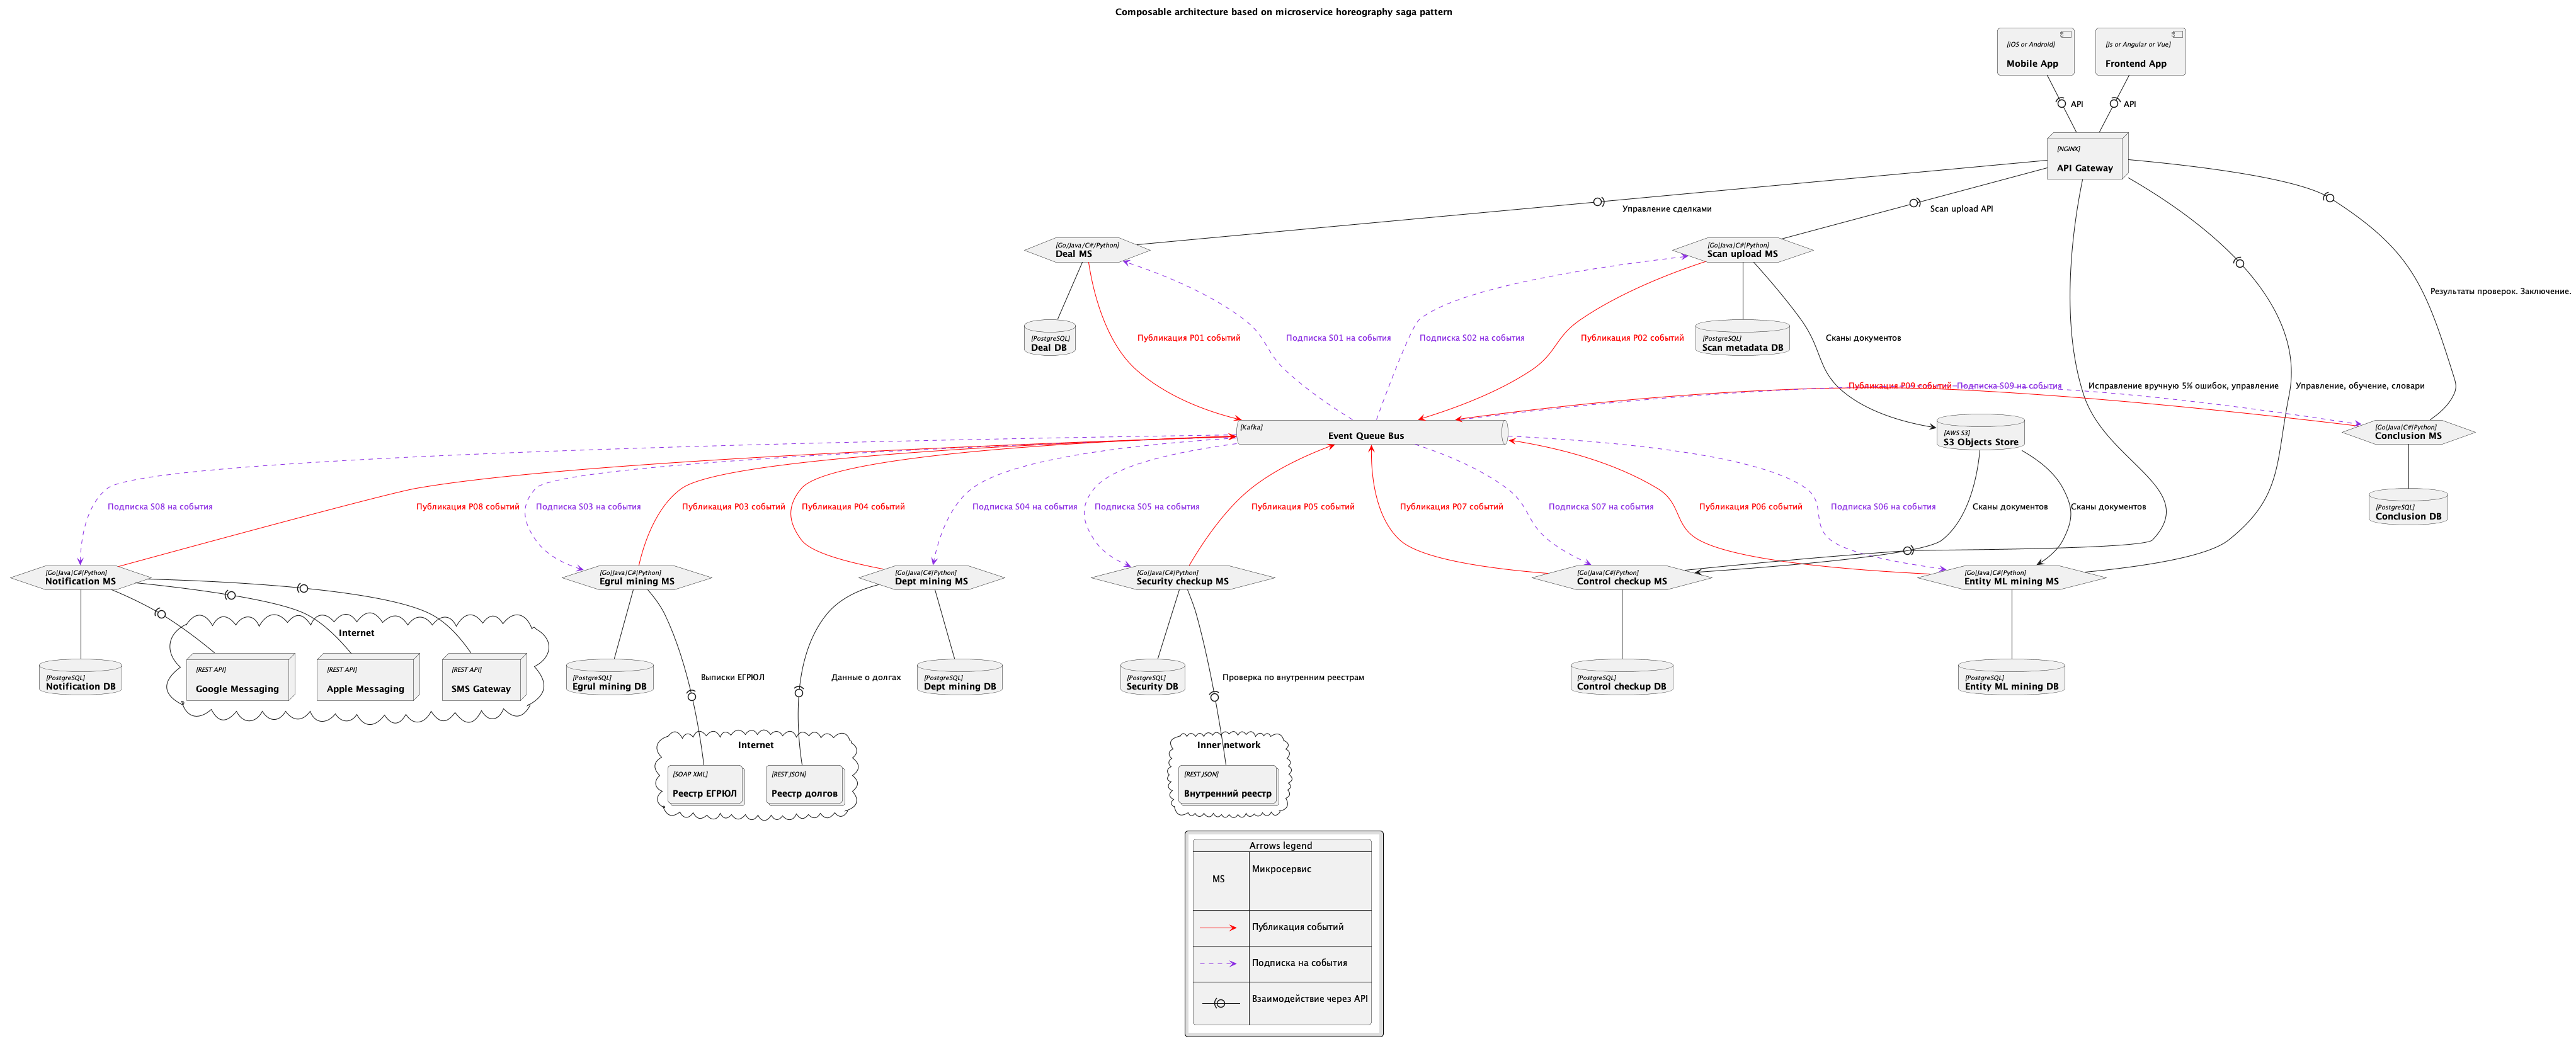 Composable architecture based on microservice horeography saga pattern
[iOS or Android]
Mobile App
[Js or Angular or Vue]
Frontend App
API
API
[NGINX]
API Gateway
Управление сделками
Scan upload API
[Go/Java/C#/Python]
Deal MS
[Go|Java|C#|Python]
Scan upload MS
Результаты проверок. Заключение.
[PostgreSQL]
Deal DB
Публикация P01 событий
Подписка S01 на события
Подписка S02 на события
Публикация P02 событий
[PostgreSQL]
Scan metadata DB
Сканы документов
Публикация P09 событий
Подписка S09 на события
Исправление вручную 5% ошибок, управление
Управление, обучение, словари
[Kafka]
Event Queue Bus
[AWS S3]
S3 Objects Store
[Go|Java|C#|Python]
Conclusion MS
Подписка S08 на события
Публикация P08 событий
Подписка S03 на события
Публикация P03 событий
Публикация P04 событий
Подписка S04 на события
Подписка S05 на события
Публикация P05 событий
Публикация P07 событий
Подписка S07 на события
Публикация P06 событий
Подписка S06 на события
Сканы документов
Сканы документов
[PostgreSQL]
Conclusion DB
[Go|Java|C#|Python]
Notification MS
[Go|Java|C#|Python]
Egrul mining MS
[Go|Java|C#|Python]
Dept mining MS
[Go|Java|C#|Python]
Security checkup MS
[Go|Java|C#|Python]
Control checkup MS
[Go|Java|C#|Python]
Entity ML mining MS
Internet
[PostgreSQL]
Notification DB
[REST API]
Google Messaging
[REST API]
Apple Messaging
[REST API]
SMS Gateway
[PostgreSQL]
Egrul mining DB
Выписки ЕГРЮЛ
Данные о долгах
[PostgreSQL]
Dept mining DB
[PostgreSQL]
Security DB
Проверка по внутренним реестрам
[PostgreSQL]
Control checkup DB
[PostgreSQL]
Entity ML mining DB
Internet
[SOAP XML]
Реестр ЕГРЮЛ
[REST JSON]
Реестр долгов
Inner network
[REST JSON]
Внутренний реестр
Arrows legend
MS
Микросервис
Публикация событий
Подписка на события
Взаимодействие через API